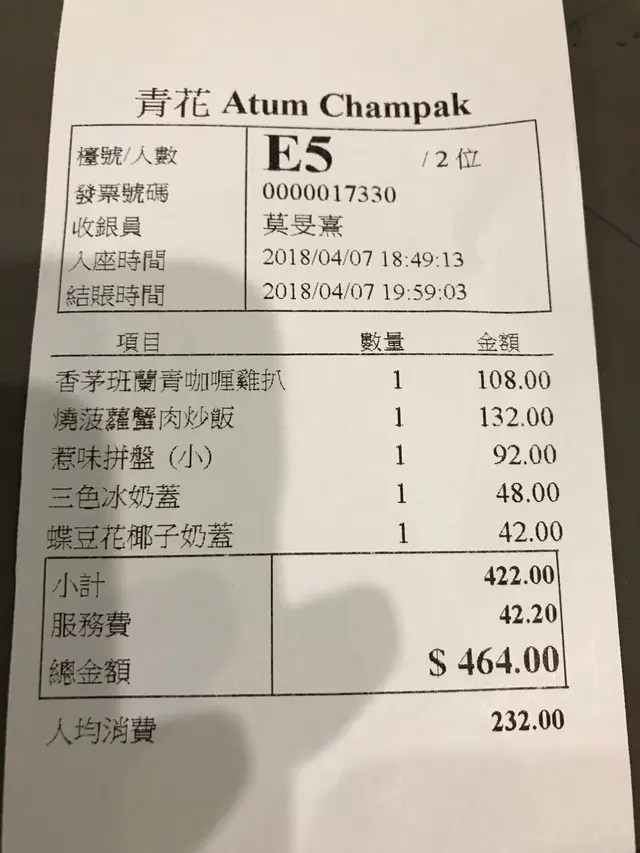 青花 Atum Champak
檯號/人數 E5 / 2 位
發票號碼 0000017330
收銀員 莫旻熹
入座時間 2018/04/07 18:49:13
結賬時間 2018/04/07 19:59:03
項目 數量 金額
香茅班蘭青咖喱雞扒 1 108.00
燒菠蘿蟹肉炒飯 1 132.00
惹味拼盤（小） 1 92.00
三色冰奶蓋 1 48.00
蝶豆花椰子奶蓋 1 42.00
小計 422.00
服務費 42.20
總金額 $ 464.00
人均消費 232.00